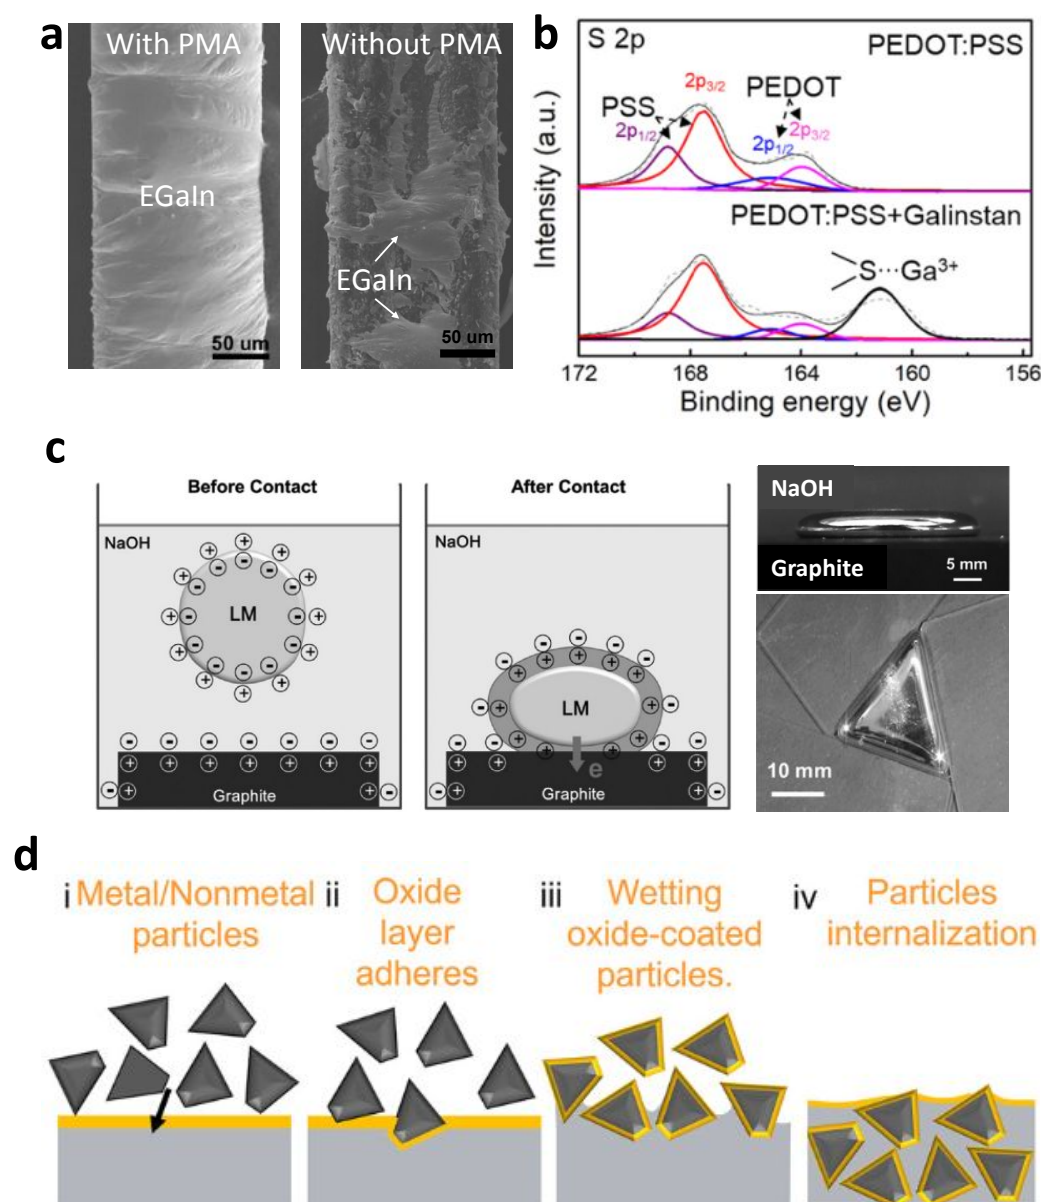 a
With PMA
EGaIn
50 um
Without PMA
EGaIn
50 um
b
S 2p
PEDOT:PSS
2p3/2
PSS
PEDOT
2p1/2
2p3/2
2p1/2
PEDOT:PSS+Galinstan
S···Ga³⁺
Intensity (a.u.)
172 168 164 160 156
Binding energy (eV)
c
Before Contact
NaOH
LM
Graphite
After Contact
NaOH
LM
e
Graphite
NaOH
Graphite
5 mm
10 mm
d
i Metal/Nonmetal
particles
ii Oxide
layer
adheres
iii Wetting
oxide-coated
particles.
iv Particles
internalization